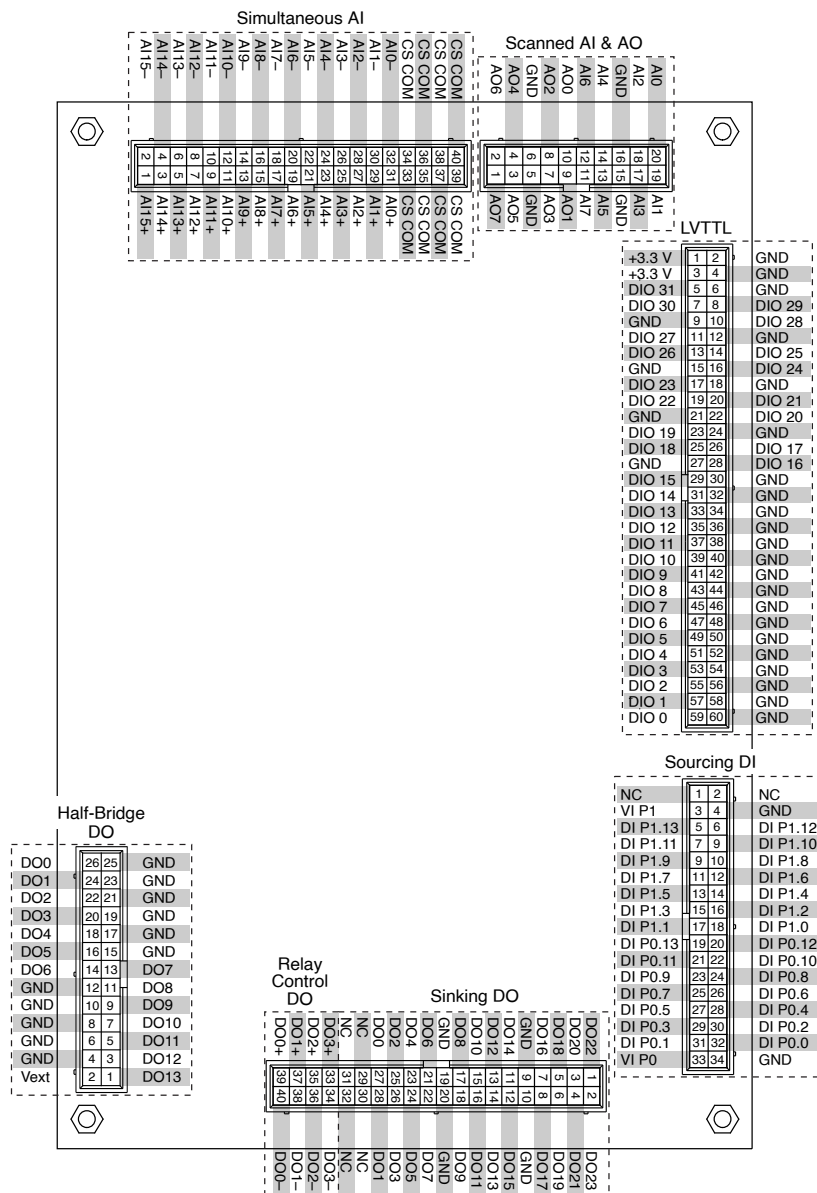 Simultaneous AI
AI15– AI14– AI13– AI12– AI11– AI10– AI9– AI8– AI7– AI6– AI5– AI4– AI3– AI2– AI1– AI0– CS COM CS COM CS COM CS COM
2 4 6 8 10 12 14 16 18 20 22 24 26 28 30 32 34 36 38 40
1 3 5 7 9 11 13 15 17 19 21 23 25 27 29 31 33 35 37 39
AI15+ AI14+ AI13+ AI12+ AI11+ AI10+ AI9+ AI8+ AI7+ AI6+ AI5+ AI4+ AI3+ AI2+ AI1+ AI0+ CS COM CS COM CS COM CS COM
Scanned AI & AO
AO6 AO4 GND AO2 AO0 AI6 AI4 GND AI2 AI0
2 4 6 8 10 12 14 16 18 20
1 3 5 7 9 11 13 15 17 19
AO7 AO5 GND AO3 AO1 AI7 AI5 GND AI3 AI1
LVTTL
+3.3 V 1 2 GND
+3.3 V 3 4 GND
DIO 31 5 6 GND
DIO 30 7 8 DIO 29
GND 9 10 DIO 28
DIO 27 11 12 GND
DIO 26 13 14 DIO 25
GND 15 16 DIO 24
DIO 23 17 18 GND
DIO 22 19 20 DIO 21
GND 21 22 DIO 20
DIO 19 23 24 GND
DIO 18 25 26 DIO 17
GND 27 28 DIO 16
DIO 15 29 30 GND
DIO 14 31 32 GND
DIO 13 33 34 GND
DIO 12 35 36 GND
DIO 11 37 38 GND
DIO 10 39 40 GND
DIO 9 41 42 GND
DIO 8 43 44 GND
DIO 7 45 46 GND
DIO 6 47 48 GND
DIO 5 49 50 GND
DIO 4 51 52 GND
DIO 3 53 54 GND
DIO 2 55 56 GND
DIO 1 57 58 GND
DIO 0 59 60 GND
Sourcing DI
NC 1 2 NC
VI P1 3 4 GND
DI P1.13 5 6 DI P1.12
DI P1.11 7 9 DI P1.10
DI P1.9 9 10 DI P1.8
DI P1.7 11 12 DI P1.6
DI P1.5 13 14 DI P1.4
DI P1.3 15 16 DI P1.2
DI P1.1 17 18 DI P1.0
DI P0.13 19 20 DI P0.12
DI P0.11 21 22 DI P0.10
DI P0.9 23 24 DI P0.8
DI P0.7 25 26 DI P0.6
DI P0.5 27 28 DI P0.4
DI P0.3 29 30 DI P0.2
DI P0.1 31 32 DI P0.0
VI P0 33 34 GND
Half-Bridge
DO
DO0 26 25 GND
DO1 24 23 GND
DO2 22 21 GND
DO3 20 19 GND
DO4 18 17 GND
DO5 16 15 GND
DO6 14 13 DO7
GND 12 11 DO8
GND 10 9 DO9
GND 8 7 DO10
GND 6 5 DO11
GND 4 3 DO12
Vext 2 1 DO13
Relay
Control
DO
Sinking DO
DO0+ DO1+ DO2+ DO3+ NC NC DO0 DO2 DO4 DO6 GND DO8 DO10 DO12 DO14 GND DO16 DO18 DO20 DO22
39 37 35 33 31 29 27 25 23 21 19 17 15 13 11 9 7 5 3 1
40 38 36 34 32 30 28 26 24 22 20 18 16 14 12 10 8 6 4 2
DO0– DO1– DO2– DO3– NC NC DO1 DO3 DO5 DO7 GND DO9 DO11 DO13 DO15 GND DO17 DO19 DO21 DO23